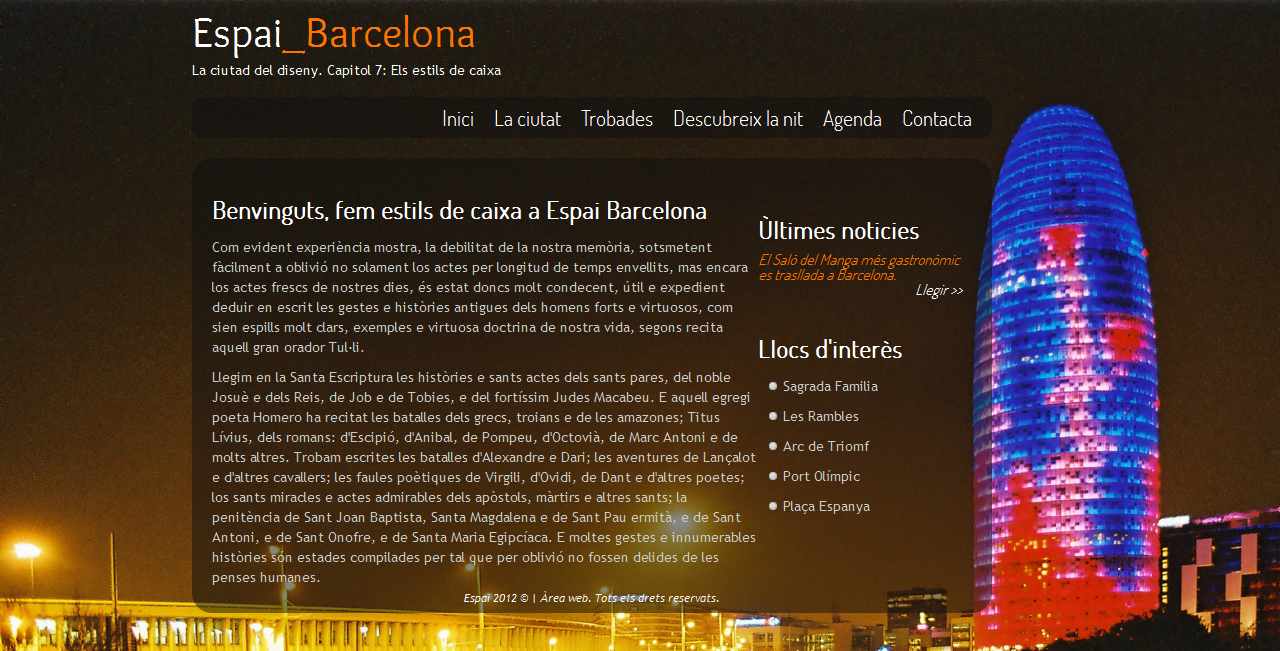 Espai_Barcelona
La ciutad del diseny. Capitol 7: Els estils de caixa
Inici La ciutat Trobades Descubreix la nit Agenda Contacta
Benvinguts, fem estils de caixa a Espai Barcelona
Com evident experiència mostra, la debilitat de la nostra memòria, sotsmetent
fàcilment a oblivió no solament los actes per longitud de temps envellits, mas encara
los actes frescs de nostres dies, és estat doncs molt condecent, útil e expedient
deduir en escrit les gestes e històries antigues dels homens forts e virtuosos, com
sien espills molt clars, exemples e virtuosa doctrina de nostra vida, segons recita
aquell gran orador Tul·li.
Llegim en la Santa Escriptura les històries e sants actes dels sants pares, del noble
Josuè e dels Reis, de Job e de Tobies, e del fortíssim Judes Macabeu. E aquell egregi
poeta Homero ha recitat les batalles dels grecs, troians e de les amazones; Titus
Lívius, dels romans: d'Escipió, d'Anibal, de Pompeu, d'Octovià, de Marc Antoni e de
molts altres. Trobam escrites les batalles d'Alexandre e Dari; les aventures de Lançalot
e d'altres cavallers; les faules poètiques de Virgili, d'Ovidi, de Dant e d'altres poetes;
los sants miracles e actes admirables dels apòstols, màrtirs e altres sants; la
penitència de Sant Joan Baptista, Santa Magdalena e de Sant Pau ermità, e de Sant
Antoni, e de Sant Onofre, e de Santa Maria Egipcíaca. E moltes gestes e innumerables
històries són estades compilades per tal que per oblivió no fossen delides de les
penses humanes.
Ùltimes noticies
El Saló del Manga més gastronómic
es trasllada a Barcelona.
Llegir >>
Llocs d'interès
Sagrada Familia
Les Rambles
Arc de Triomf
Port Olímpic
Plaça Espanya
Espai 2012 © | Àrea web. Tots els drets reservats.